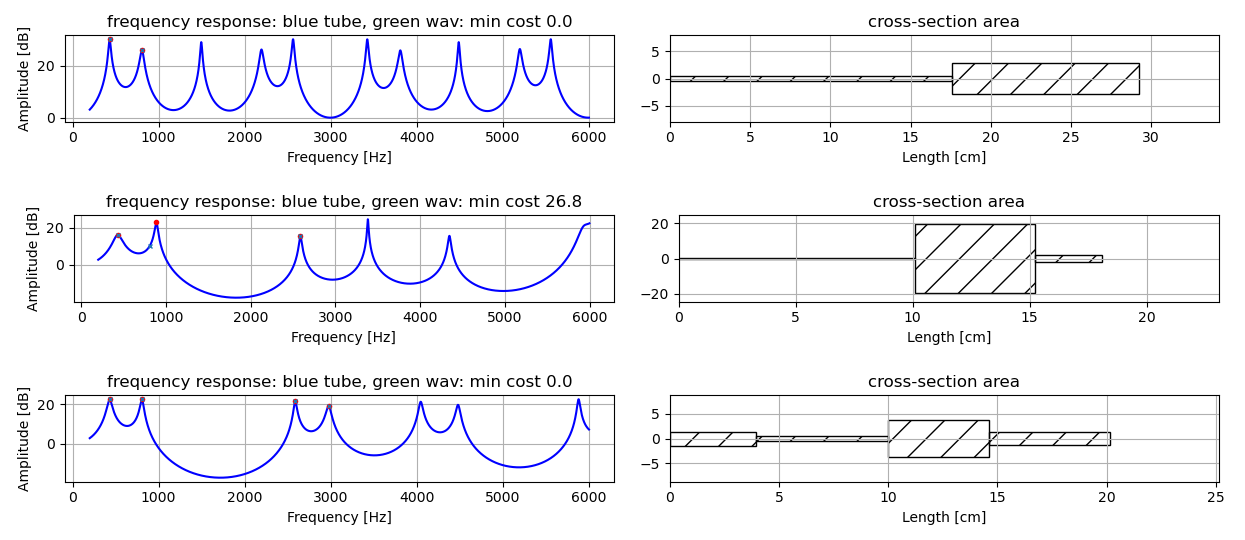 frequency response: blue tube, green wav: min cost 0.0
cross-section area
Amplitude [dB]
20
0
0 1000 2000 3000 4000 5000 6000
Frequency [Hz]
5
0
−5
0 5 10 15 20 25 30
Length [cm]
frequency response: blue tube, green wav: min cost 26.8
cross-section area
Amplitude [dB]
20
0
0 1000 2000 3000 4000 5000 6000
Frequency [Hz]
20
0
−20
0 5 10 15 20
Length [cm]
frequency response: blue tube, green wav: min cost 0.0
cross-section area
Amplitude [dB]
20
0
0 1000 2000 3000 4000 5000 6000
Frequency [Hz]
5
0
−5
0 5 10 15 20 25
Length [cm]